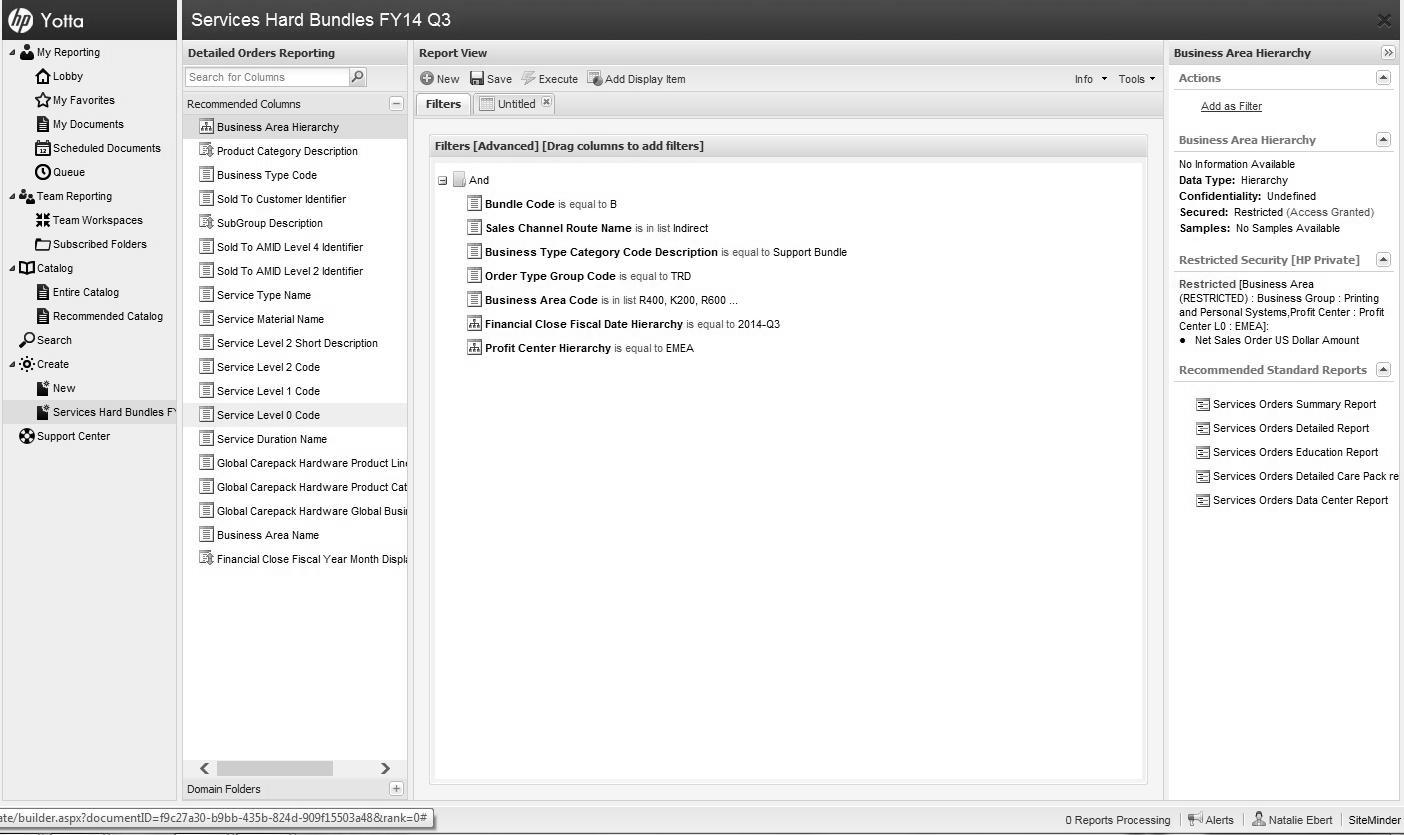 hp Yotta
Services Hard Bundles FY14 Q3
My Reporting
Lobby
My Favorites
My Documents
Scheduled Documents
Queue
Team Reporting
Team Workspaces
Subscribed Folders
Catalog
Entire Catalog
Recommended Catalog
Search
Create
New
Services Hard Bundles FY
Support Center
Detailed Orders Reporting
Search for Columns
Recommended Columns
Business Area Hierarchy
Product Category Description
Business Type Code
Sold To Customer Identifier
SubGroup Description
Sold To AMID Level 4 Identifier
Sold To AMID Level 2 Identifier
Service Type Name
Service Material Name
Service Level 2 Short Description
Service Level 2 Code
Service Level 1 Code
Service Level 0 Code
Service Duration Name
Global Carepack Hardware Product Line
Global Carepack Hardware Product Cat
Global Carepack Hardware Global Busi
Business Area Name
Financial Close Fiscal Year Month Displa
Domain Folders
Report View
New Save Execute Add Display Item Info Tools
Filters Untitled
Filters [Advanced] [Drag columns to add filters]
And
Bundle Code is equal to B
Sales Channel Route Name is in list Indirect
Business Type Category Code Description is equal to Support Bundle
Order Type Group Code is equal to TRD
Business Area Code is in list R400, K200, R600 ...
Financial Close Fiscal Date Hierarchy is equal to 2014-Q3
Profit Center Hierarchy is equal to EMEA
Business Area Hierarchy
Actions
Add as Filter
Business Area Hierarchy
No Information Available
Data Type: Hierarchy
Confidentiality: Undefined
Secured: Restricted (Access Granted)
Samples: No Samples Available
Restricted Security [HP Private]
Restricted [Business Area
(RESTRICTED) : Business Group : Printing
and Personal Systems,Profit Center : Profit
Center L0 : EMEA]:
● Net Sales Order US Dollar Amount
Recommended Standard Reports
Services Orders Summary Report
Services Orders Detailed Report
Services Orders Education Report
Services Orders Detailed Care Pack re
Services Orders Data Center Report
ate/builder.aspx?documentID=f9c27a30-b9bb-435b-824d-909f15503a48&rank=0#
0 Reports Processing Alerts Natalie Ebert SiteMinder